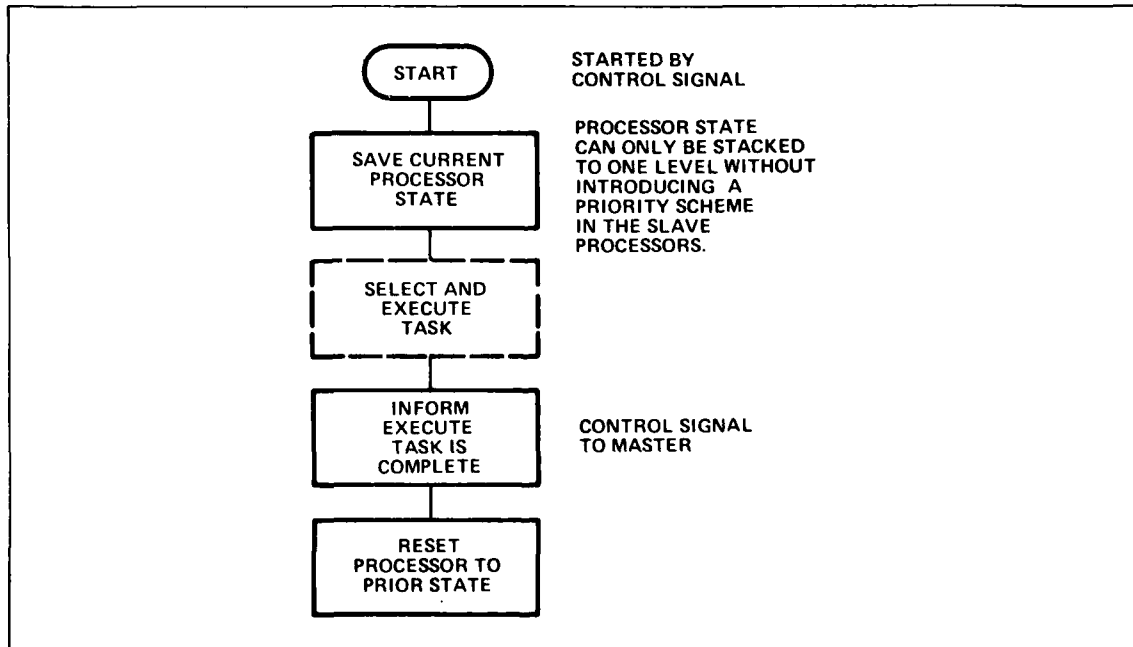 START
STARTED BY
CONTROL SIGNAL
SAVE CURRENT
PROCESSOR
STATE
PROCESSOR STATE
CAN ONLY BE STACKED
TO ONE LEVEL WITHOUT
INTRODUCING A
PRIORITY SCHEME
IN THE SLAVE
PROCESSORS.
SELECT AND
EXECUTE
TASK
INFORM
EXECUTE
TASK IS
COMPLETE
CONTROL SIGNAL
TO MASTER
RESET
PROCESSOR TO
PRIOR STATE